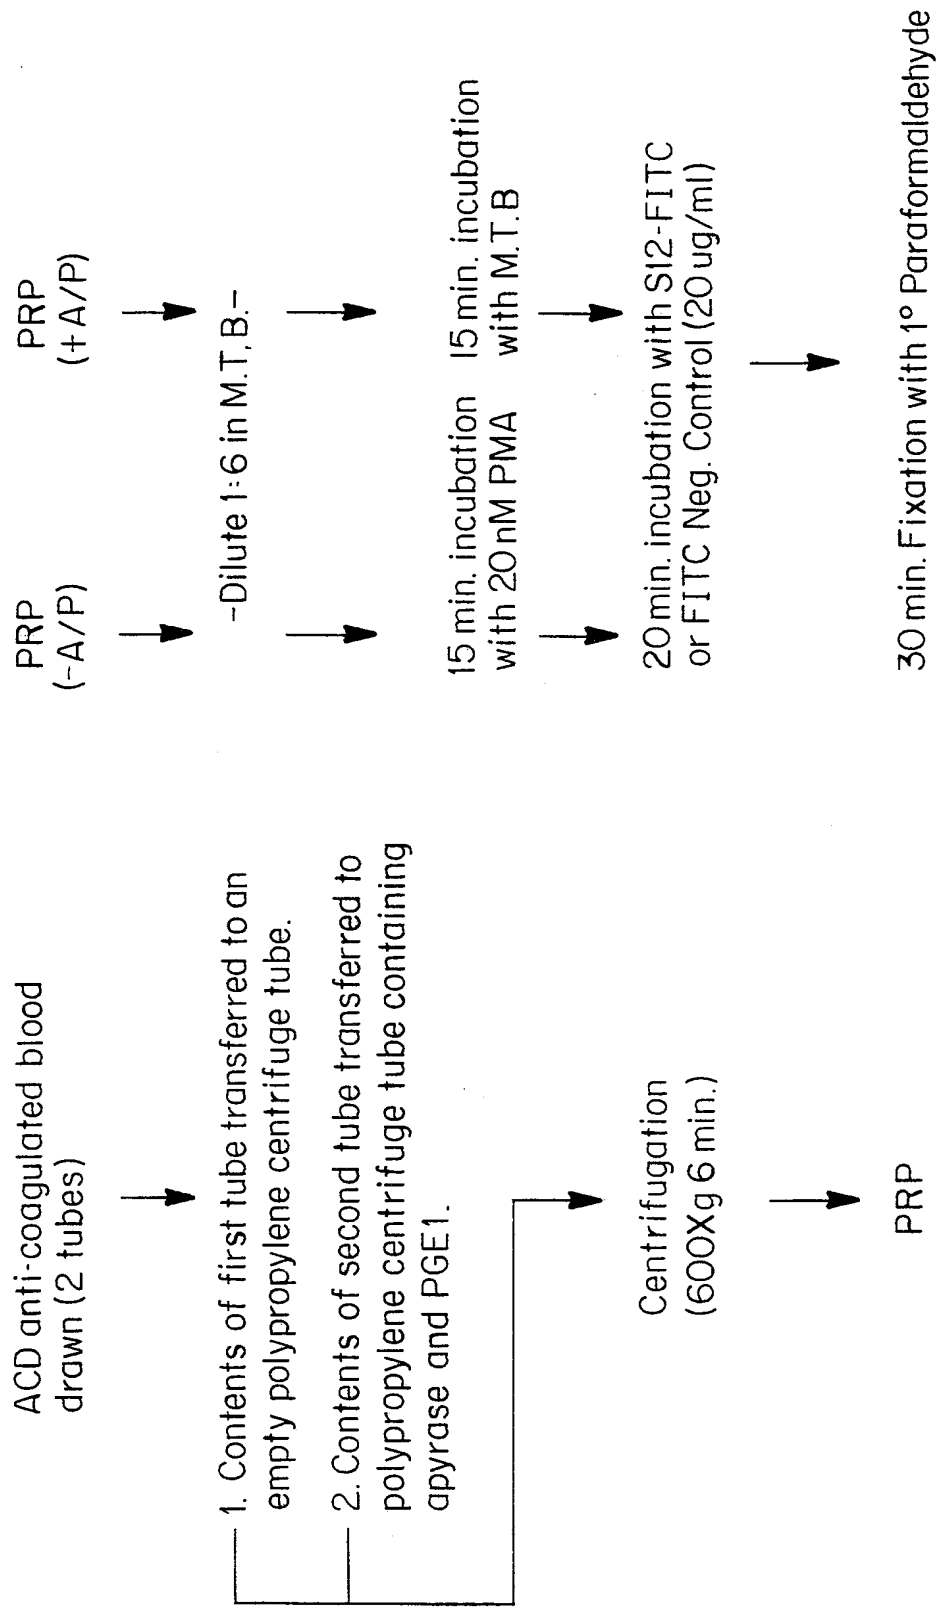 ACD anti-coagulated blood
drawn (2 tubes)
1. Contents of first tube transferred to an
empty polypropylene centrifuge tube.
2. Contents of second tube transferred to
polypropylene centrifuge tube containing
apyrase and PGE1.
Centrifugation
(600Xg 6 min.)
PRP
PRP
(-A/P)
PRP
(+A/P)
-Dilute 1:6 in M.T.B.-
15 min. incubation
with 20nM PMA
15 min. incubation
with M.T.B
20 min. incubation with S12-FITC
or FITC Neg. Control (20ug/ml)
30 min. Fixation with 1° Paraformaldehyde